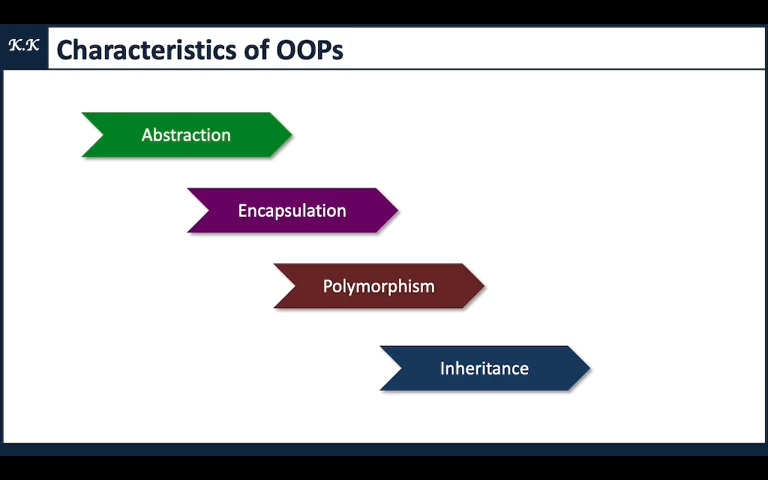 K.K
Characteristics of OOPs
Abstraction
Encapsulation
Polymorphism
Inheritance